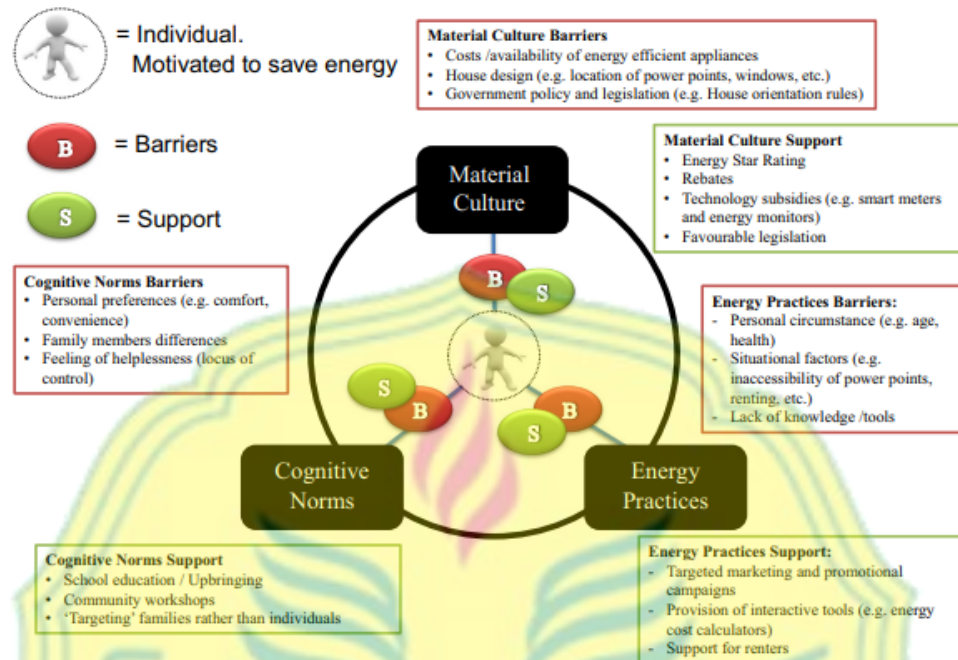 = Individual.
Motivated to save energy
B
= Barriers
S
= Support
Material Culture Barriers
• Costs /availability of energy efficient appliances
• House design (e.g. location of power points, windows, etc.)
• Government policy and legislation (e.g. House orientation rules)
Material Culture Support
• Energy Star Rating
• Rebates
• Technology subsidies (e.g. smart meters
and energy monitors)
• Favourable legislation
Material
Culture
B
S
Cognitive Norms Barriers
• Personal preferences (e.g. comfort,
convenience)
• Family members differences
• Feeling of helplessness (locus of
control)
Energy Practices Barriers:
- Personal circumstance (e.g. age,
health)
- Situational factors (e.g.
inaccessibility of power points,
renting, etc.)
- Lack of knowledge /tools
S
B
B
S
Cognitive
Norms
Energy
Practices
Cognitive Norms Support
• School education / Upbringing
• Community workshops
• ‘Targeting’ families rather than individuals
Energy Practices Support:
- Targeted marketing and promotional
campaigns
- Provision of interactive tools (e.g. energy
cost calculators)
- Support for renters